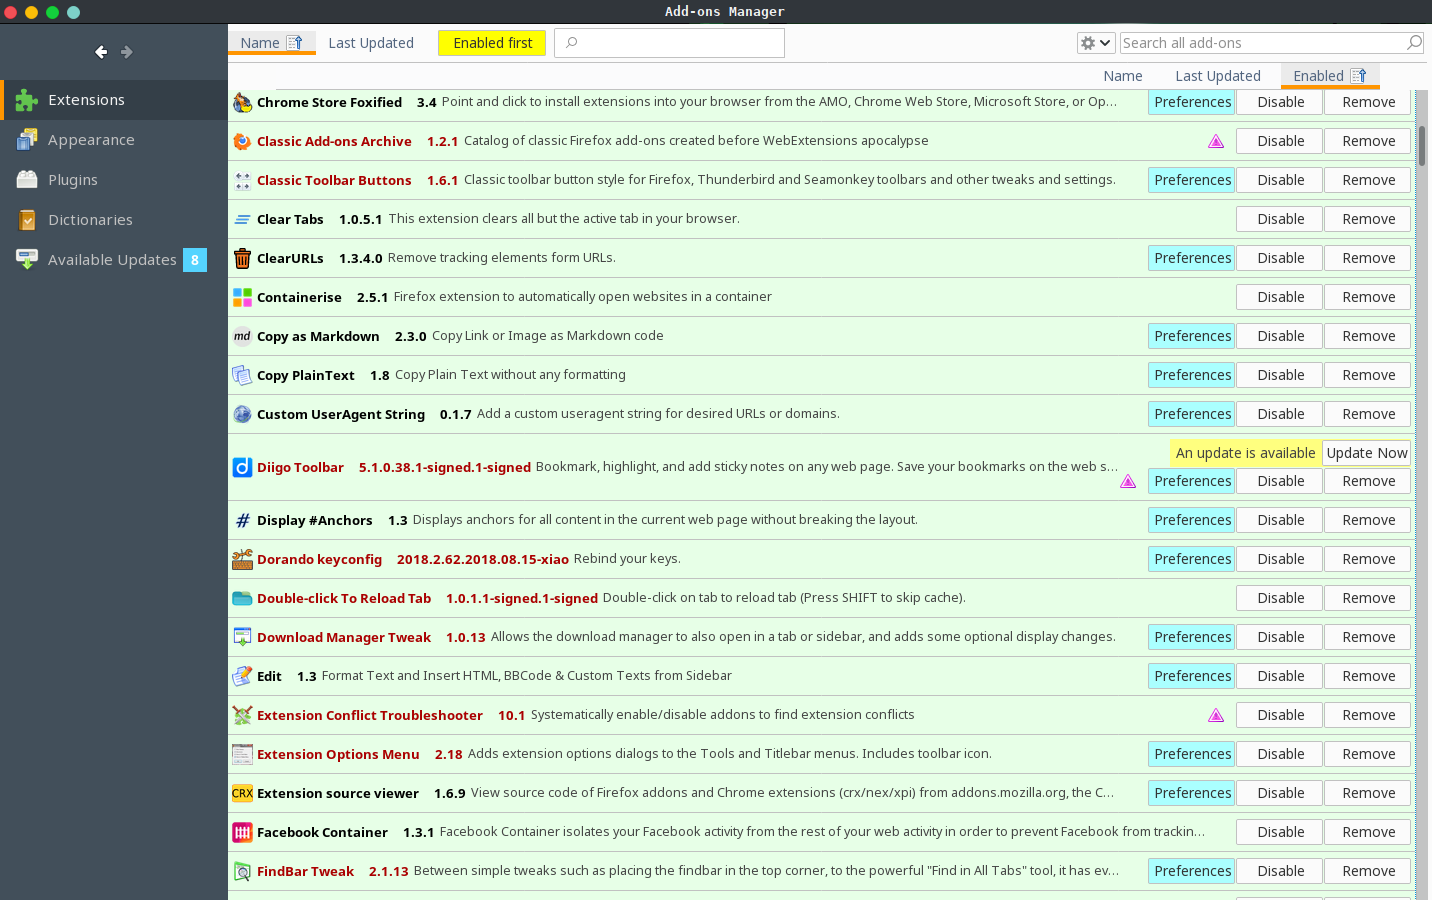 Add-ons Manager
Name Last Updated Enabled first
Search all add-ons
Name Last Updated Enabled
Extensions
Appearance
Plugins
Dictionaries
Available Updates 8
Chrome Store Foxified 3.4 Point and click to install extensions into your browser from the AMO, Chrome Web Store, Microsoft Store, or Op… Preferences Disable Remove
Classic Add-ons Archive 1.2.1 Catalog of classic Firefox add-ons created before WebExtensions apocalypse Disable Remove
Classic Toolbar Buttons 1.6.1 Classic toolbar button style for Firefox, Thunderbird and Seamonkey toolbars and other tweaks and settings. Preferences Disable Remove
Clear Tabs 1.0.5.1 This extension clears all but the active tab in your browser. Disable Remove
ClearURLs 1.3.4.0 Remove tracking elements form URLs. Preferences Disable Remove
Containerise 2.5.1 Firefox extension to automatically open websites in a container Disable Remove
md Copy as Markdown 2.3.0 Copy Link or Image as Markdown code Preferences Disable Remove
Copy PlainText 1.8 Copy Plain Text without any formatting Preferences Disable Remove
Custom UserAgent String 0.1.7 Add a custom useragent string for desired URLs or domains. Preferences Disable Remove
An update is available Update Now
Diigo Toolbar 5.1.0.38.1-signed.1-signed Bookmark, highlight, and add sticky notes on any web page. Save your bookmarks on the web s… Preferences Disable Remove
# Display #Anchors 1.3 Displays anchors for all content in the current web page without breaking the layout. Preferences Disable Remove
Dorando keyconfig 2018.2.62.2018.08.15-xiao Rebind your keys. Preferences Disable Remove
Double-click To Reload Tab 1.0.1.1-signed.1-signed Double-click on tab to reload tab (Press SHIFT to skip cache). Disable Remove
Download Manager Tweak 1.0.13 Allows the download manager to also open in a tab or sidebar, and adds some optional display changes. Preferences Disable Remove
Edit 1.3 Format Text and Insert HTML, BBCode & Custom Texts from Sidebar Preferences Disable Remove
Extension Conflict Troubleshooter 10.1 Systematically enable/disable addons to find extension conflicts Disable Remove
Extension Options Menu 2.18 Adds extension options dialogs to the Tools and Titlebar menus. Includes toolbar icon. Preferences Disable Remove
CRX Extension source viewer 1.6.9 View source code of Firefox addons and Chrome extensions (crx/nex/xpi) from addons.mozilla.org, the C… Preferences Disable Remove
Facebook Container 1.3.1 Facebook Container isolates your Facebook activity from the rest of your web activity in order to prevent Facebook from trackin… Disable Remove
FindBar Tweak 2.1.13 Between simple tweaks such as placing the findbar in the top corner, to the powerful "Find in All Tabs" tool, it has ev… Preferences Disable Remove